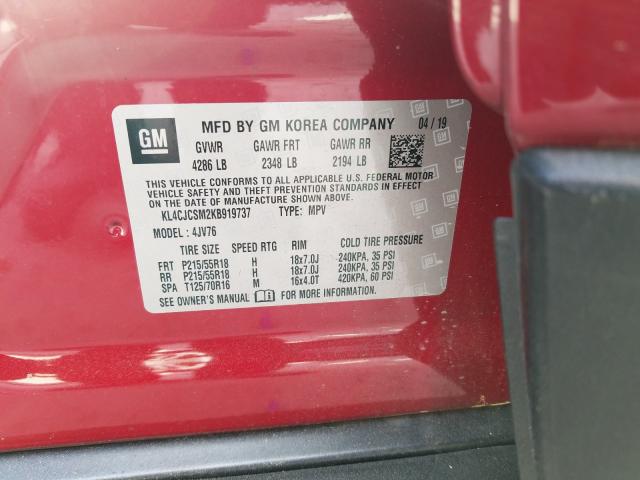 GM
MFD BY GM KOREA COMPANY 04 / 19
GVWR GAWR FRT GAWR RR
4286 LB 2348 LB 2194 LB
THIS VEHICLE CONFORMS TO ALL APPLICABLE U.S. FEDERAL MOTOR
VEHICLE SAFETY AND THEFT PREVENTION STANDARDS IN EFFECT
ON THE DATE OF MANUFACTURE SHOWN ABOVE.
KL4CJCSM2KB919737 TYPE: MPV
MODEL : 4JV76
TIRE SIZE SPEED RTG RIM COLD TIRE PRESSURE
FRT P215/55R18 H 18x7.0J 240KPA, 35 PSI
RR P215/55R18 H 18x7.0J 240KPA, 35 PSI
SPA T125/70R16 M 16x4.0T 420KPA, 60 PSI
SEE OWNER'S MANUAL FOR MORE INFORMATION.